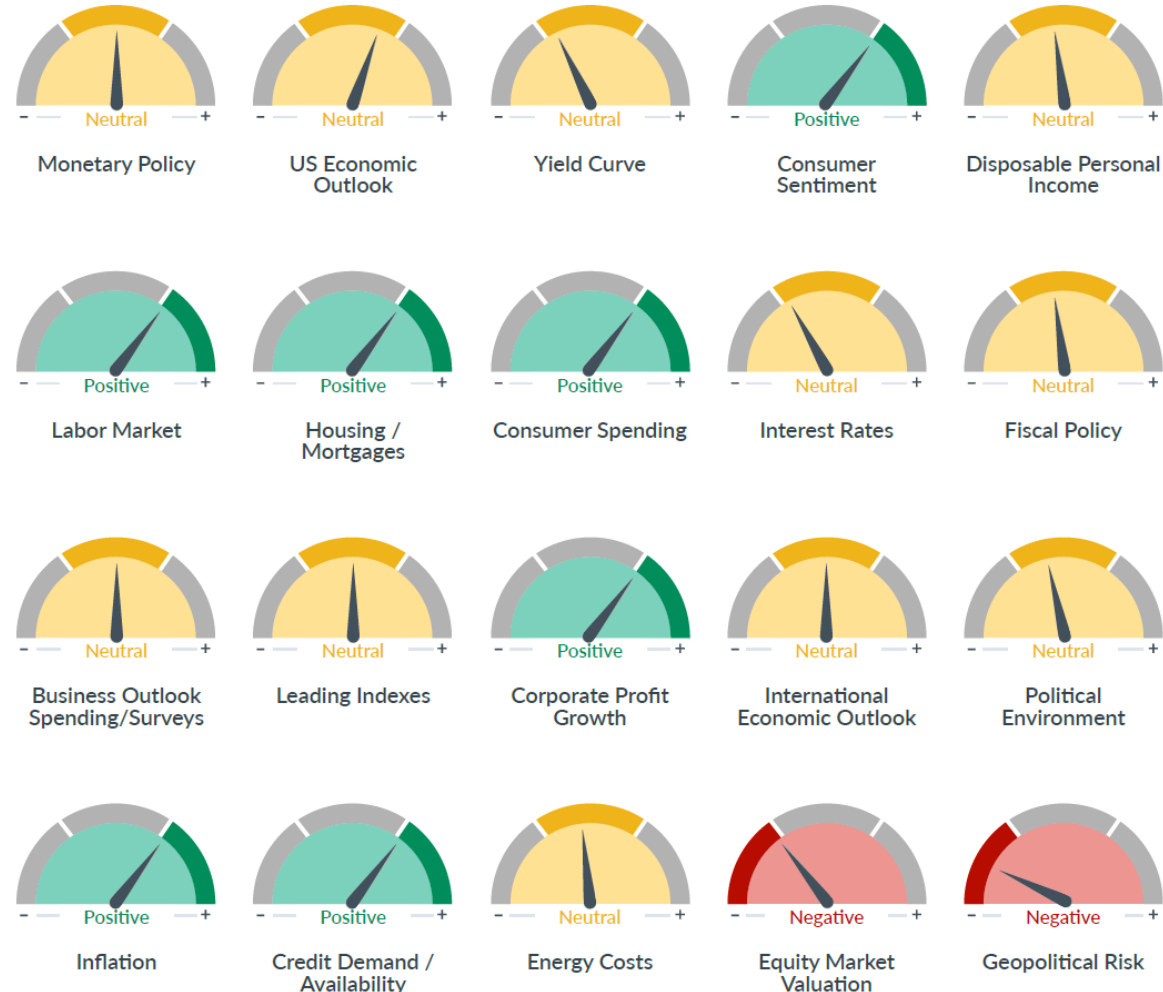 - Neutral +
Monetary Policy
- Neutral +
US Economic
Outlook
- Neutral +
Yield Curve
- Positive +
Consumer
Sentiment
- Neutral +
Disposable Personal
Income
- Positive +
Labor Market
- Positive +
Housing /
Mortgages
- Positive +
Consumer Spending
- Neutral +
Interest Rates
- Neutral +
Fiscal Policy
- Neutral +
Business Outlook
Spending/Surveys
- Neutral +
Leading Indexes
- Positive +
Corporate Profit
Growth
- Neutral +
International
Economic Outlook
- Neutral +
Political
Environment
- Positive +
Inflation
- Positive +
Credit Demand /
Availability
- Neutral +
Energy Costs
- Negative +
Equity Market
Valuation
- Negative +
Geopolitical Risk